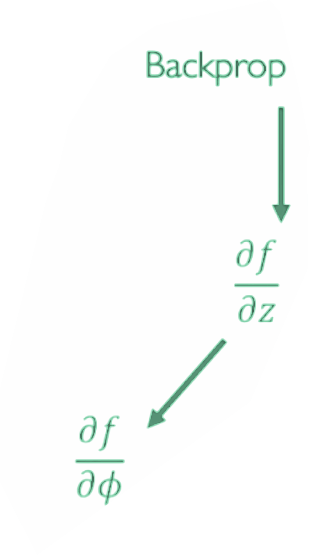 Backprop
∂f
∂z
∂f
∂ϕ